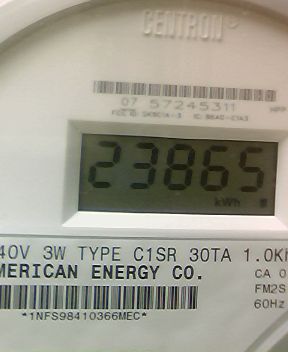 CENTRON®
07 57245311
23865
kWh
40V 3W TYPE C1SR 30TA 1.0Kh
MERICAN ENERGY CO.
CA 0
FM2S
60Hz
*1NFS98410366MEC*